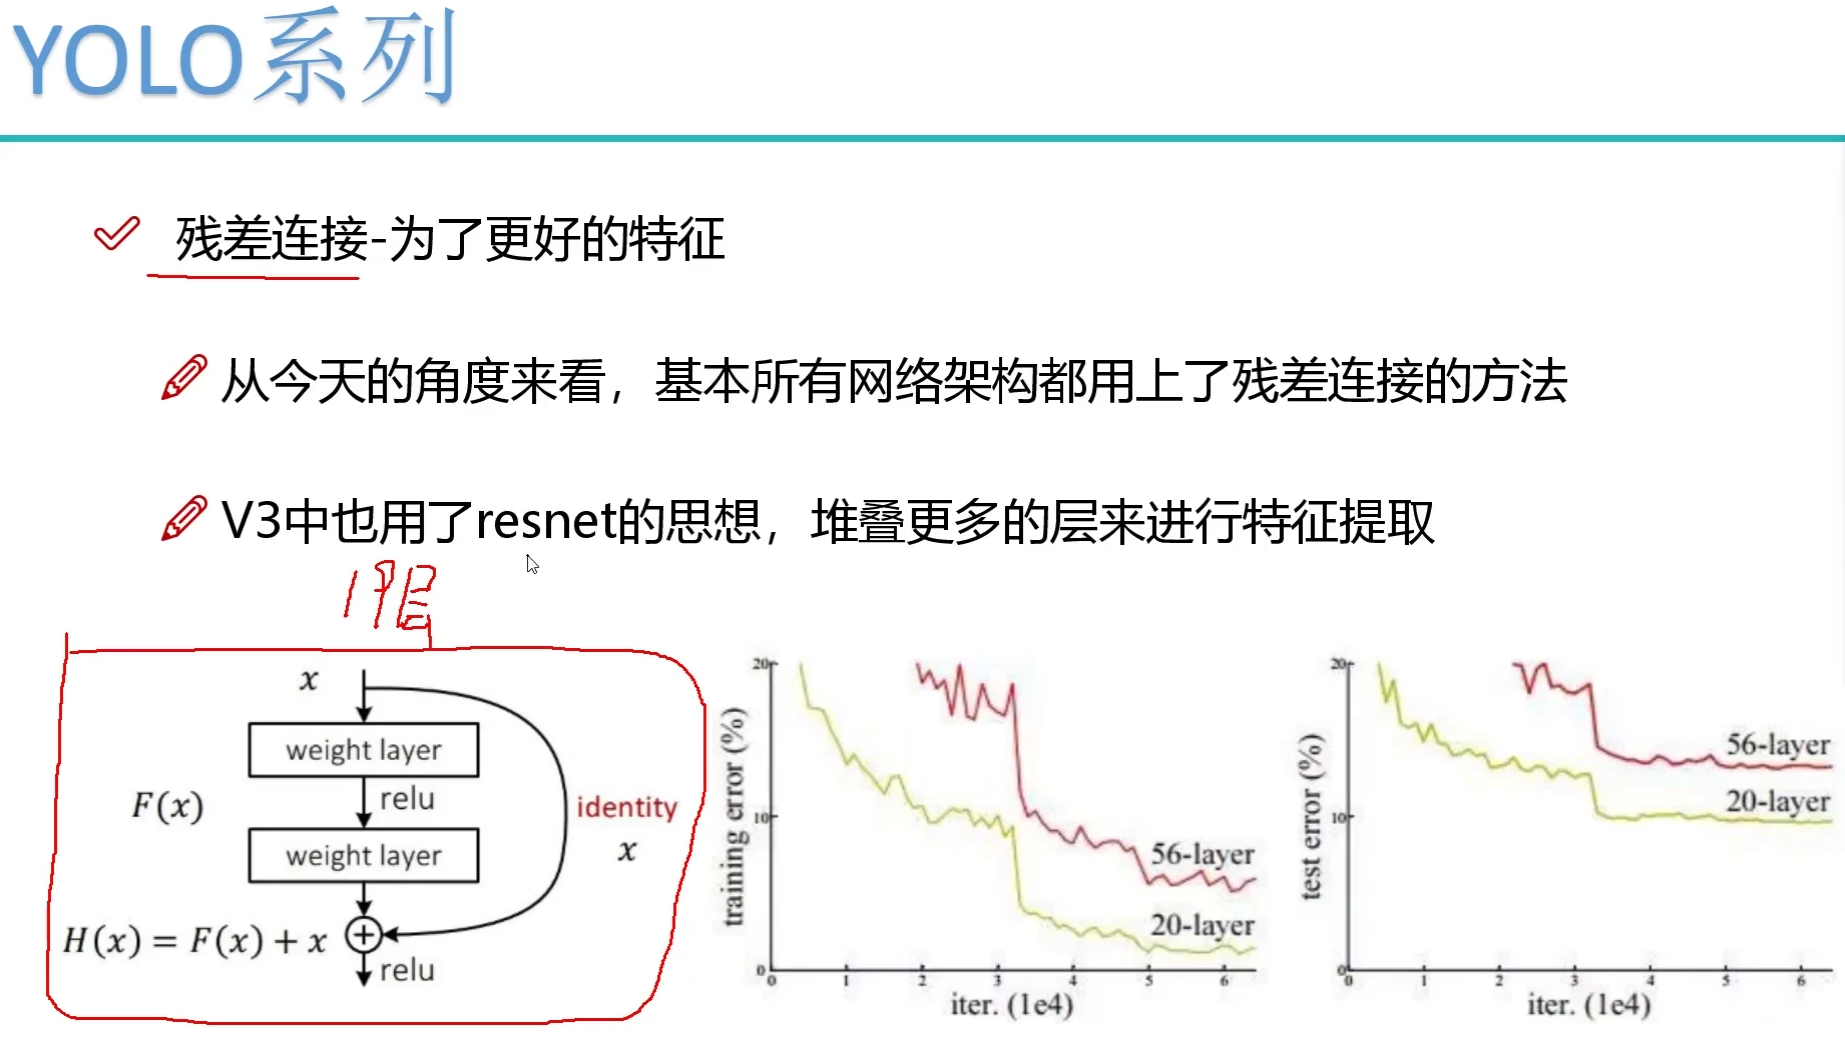 YOLO系列
残差连接-为了更好的特征
从今天的角度来看，基本所有网络架构都用上了残差连接的方法
V3中也用了resnet的思想，堆叠更多的层来进行特征提取
x
weight layer
F(x)
relu
identity
x
weight layer
H(x) = F(x) + x
relu
training error (%)
20
10
0
56-layer
20-layer
0 1 2 3 4 5 6
iter. (1e4)
test error (%)
20
10
0
56-layer
20-layer
0 1 2 3 4 5 6
iter. (1e4)